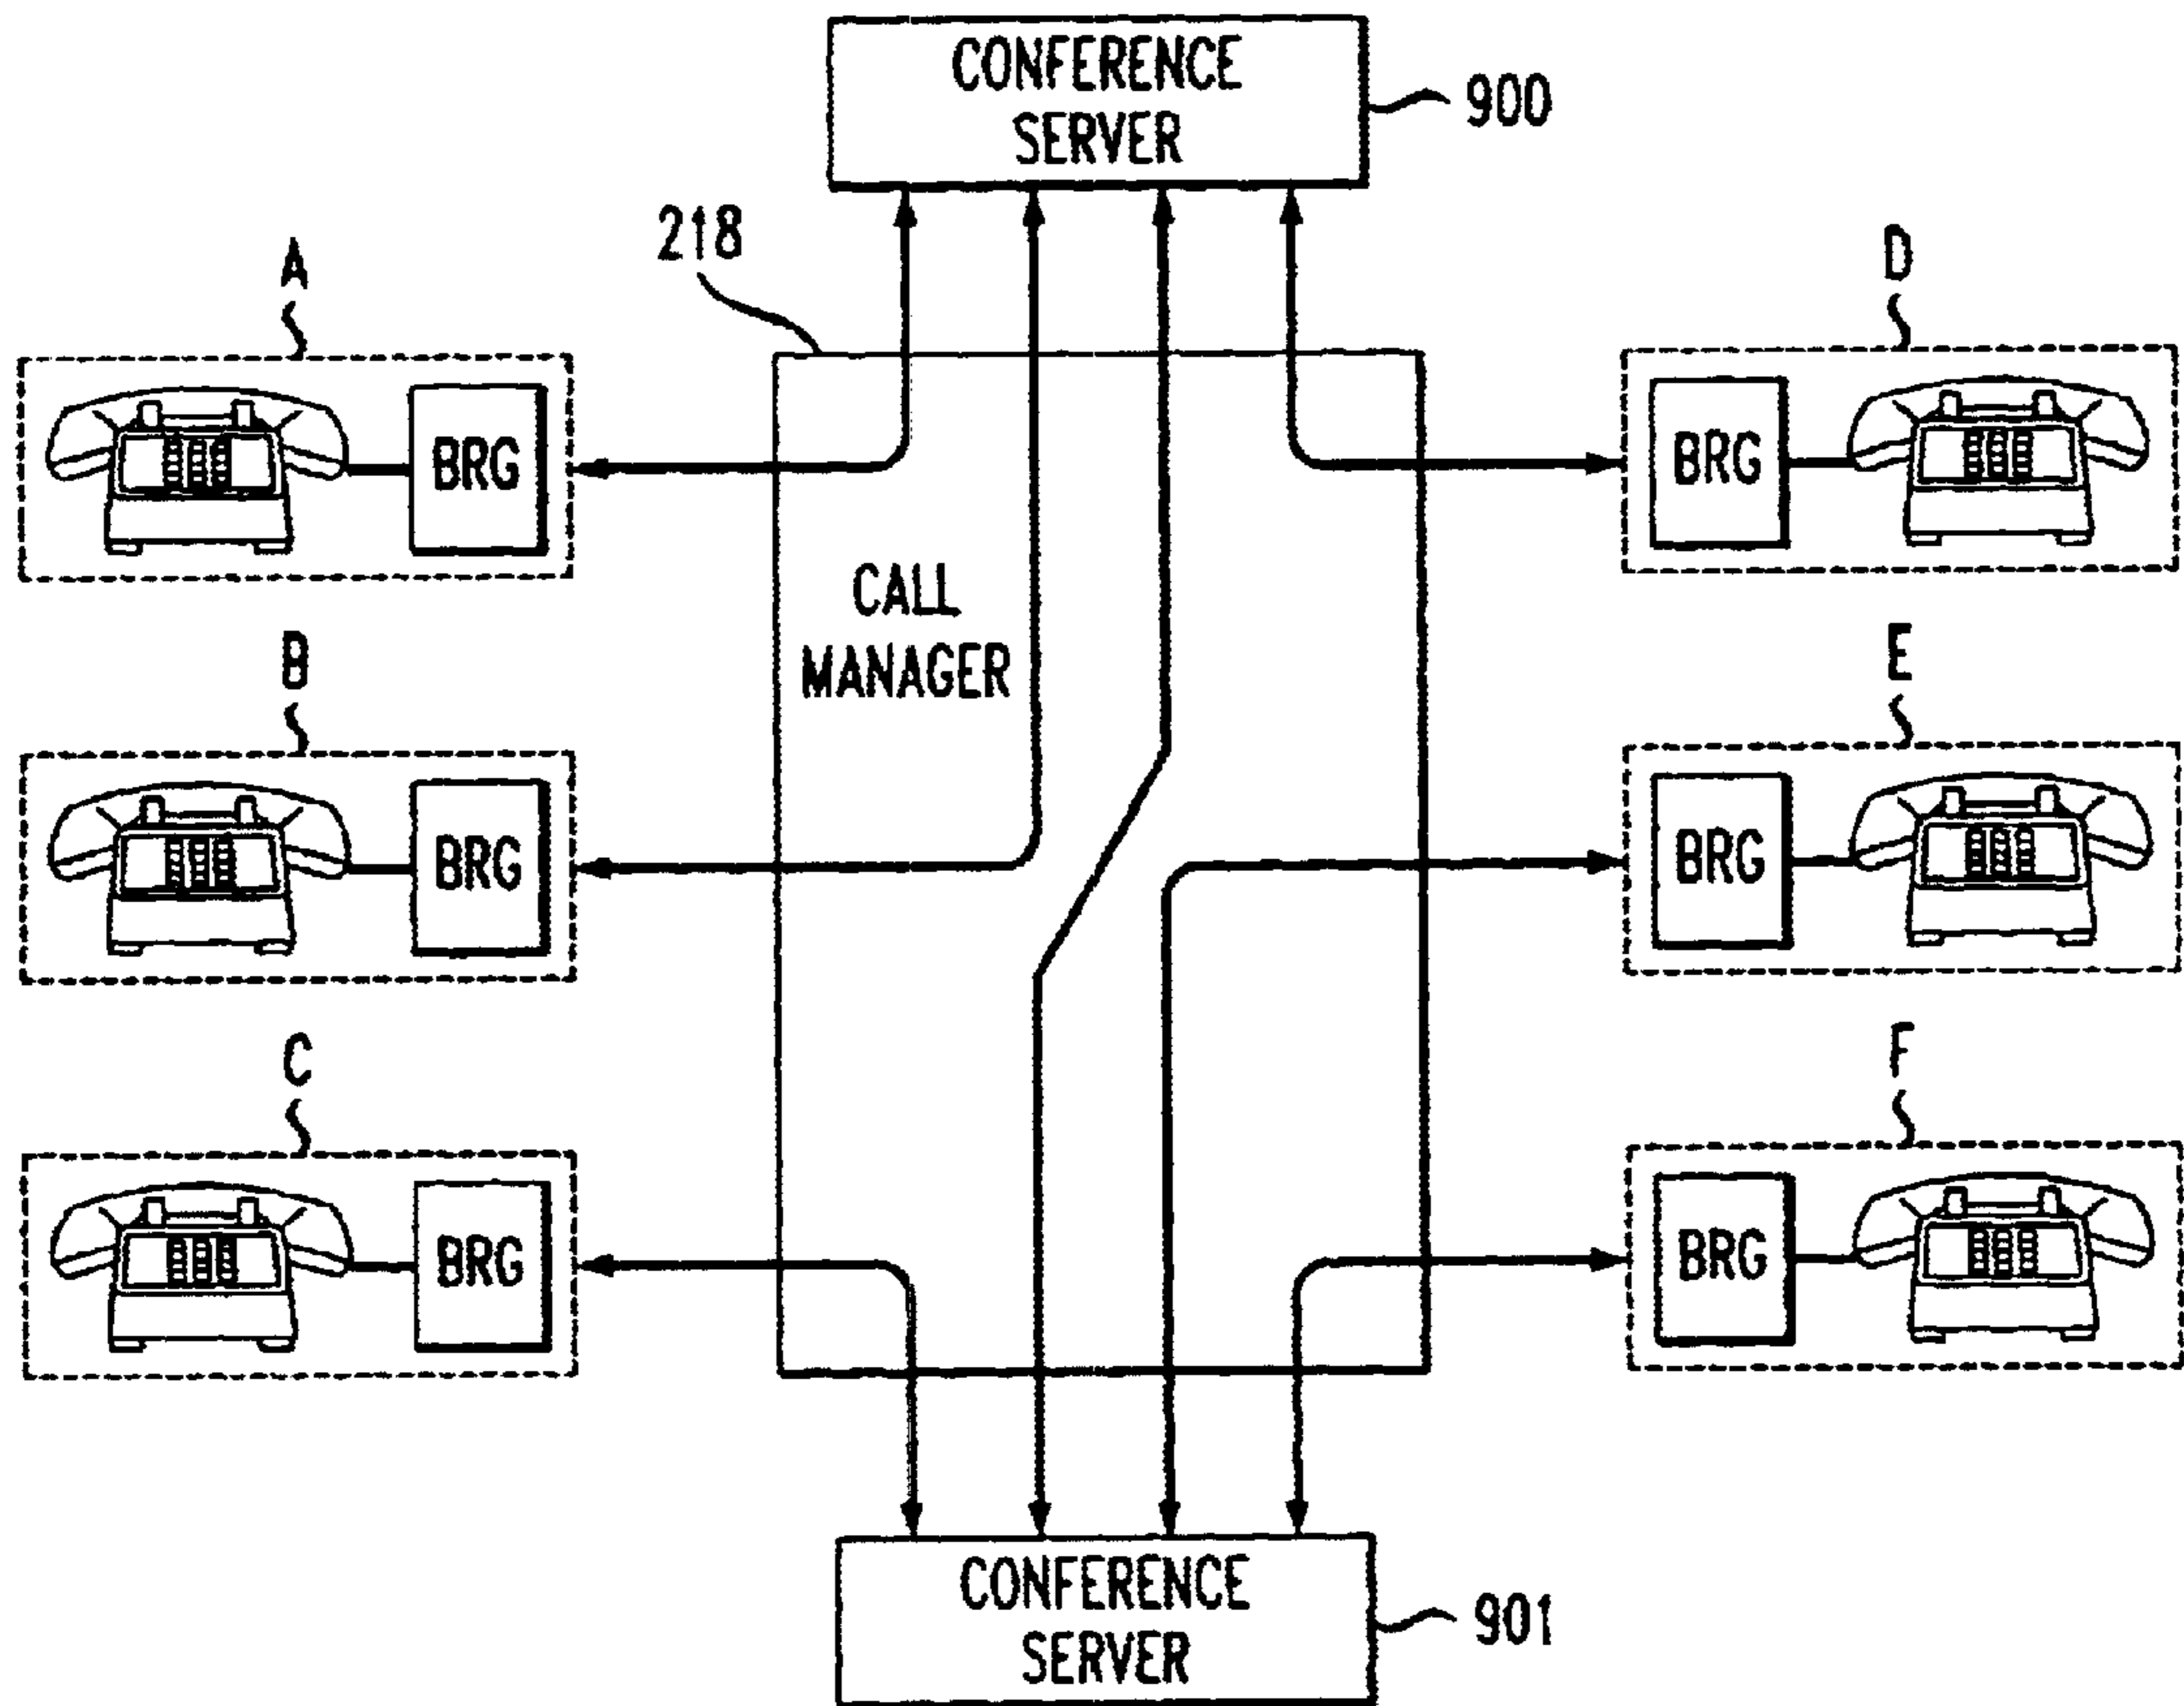 CONFERENCE
SERVER
900
218
A
D
BRG
BRG
CALL
MANAGER
B
E
BRG
BRG
C
F
BRG
BRG
CONFERENCE
SERVER
901